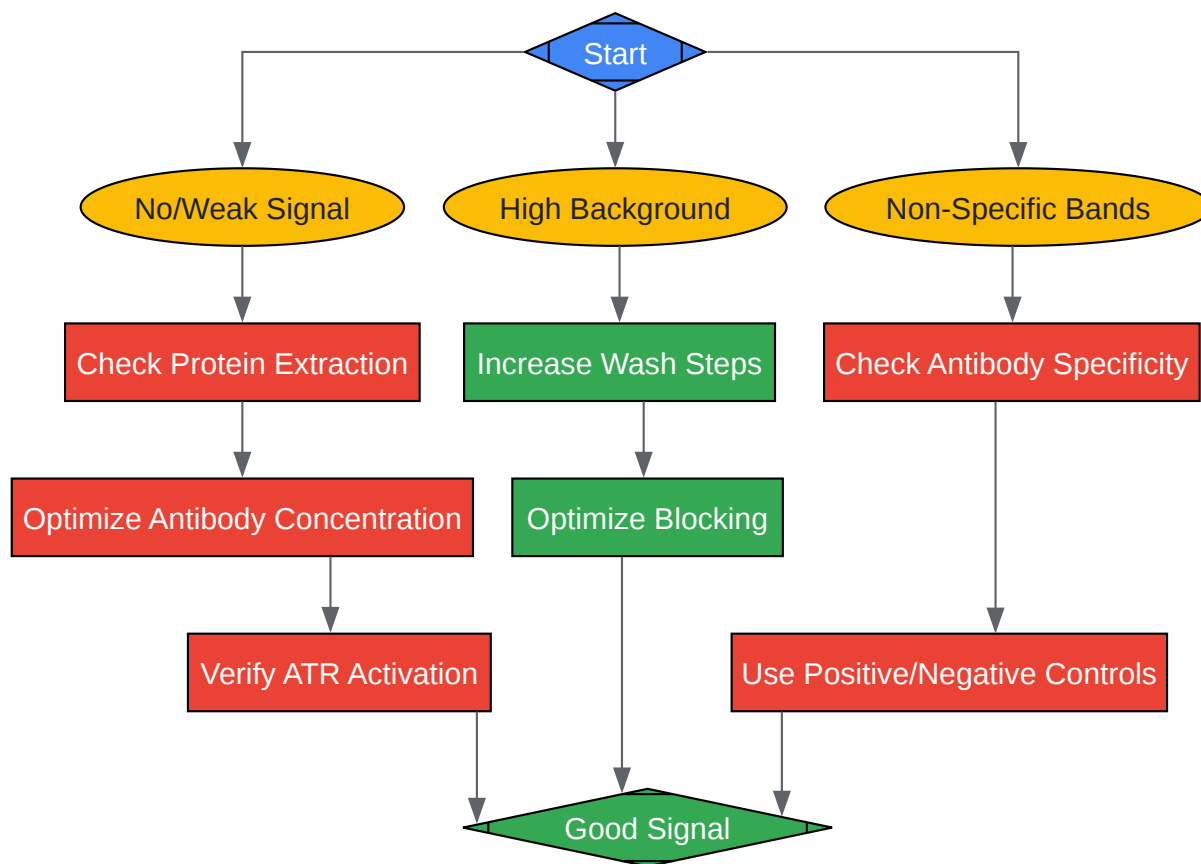 Start
No/Weak Signal
High Background
Non-Specific Bands
Check Protein Extraction
Increase Wash Steps
Check Antibody Specificity
Optimize Antibody Concentration
Optimize Blocking
Verify ATR Activation
Use Positive/Negative Controls
Good Signal